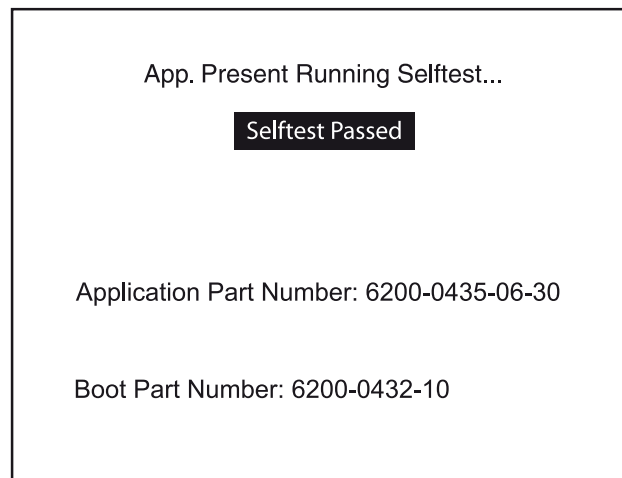 App. Present Running Selftest...
Selftest Passed
Application Part Number: 6200-0435-06-30
Boot Part Number: 6200-0432-10